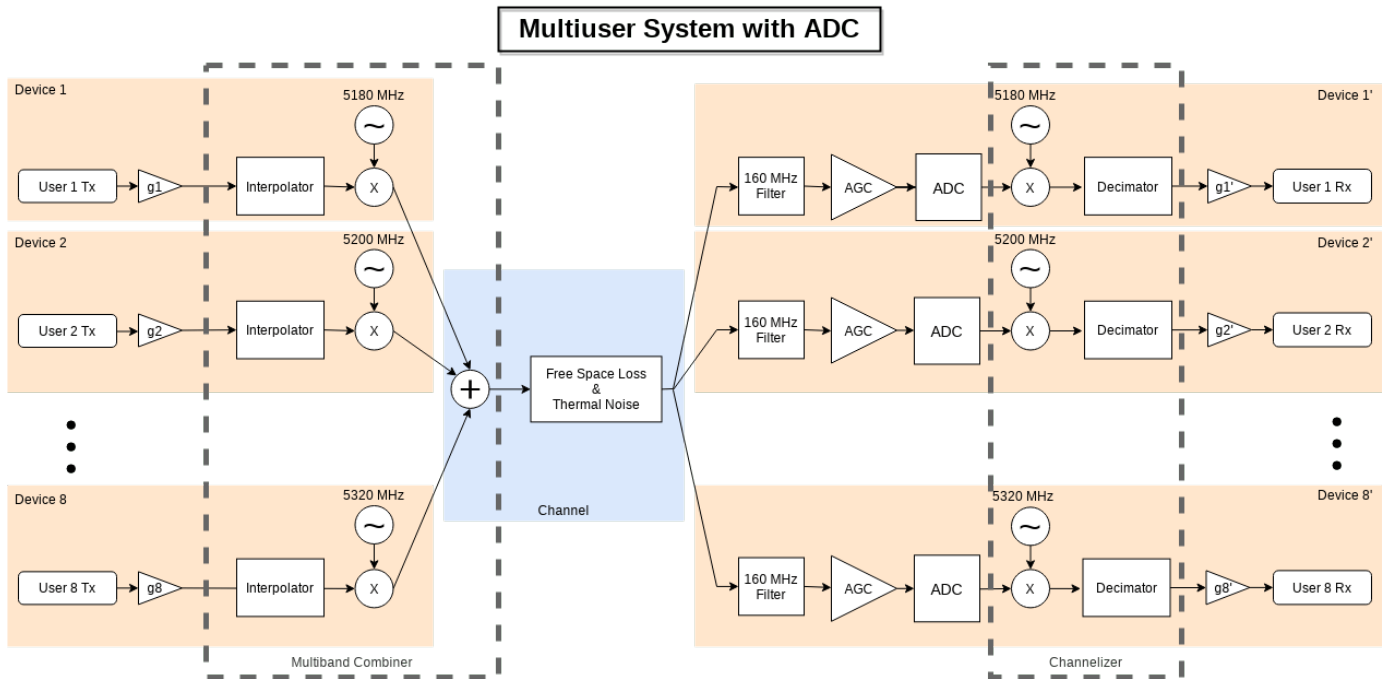 Multiuser System with ADC
Device 1
5180 MHz
User 1 Tx
g1
Interpolator
X
Device 2
5200 MHz
User 2 Tx
g2
Interpolator
X
Device 8
5320 MHz
User 8 Tx
g8
Interpolator
X
Multiband Combiner
+
Free Space Loss
&
Thermal Noise
Channel
Device 1'
5180 MHz
160 MHz
Filter
AGC
ADC
X
Decimator
g1'
User 1 Rx
Device 2'
5200 MHz
160 MHz
Filter
AGC
ADC
X
Decimator
g2'
User 2 Rx
Device 8'
5320 MHz
160 MHz
Filter
AGC
ADC
X
Decimator
g8'
User 8 Rx
Channelizer